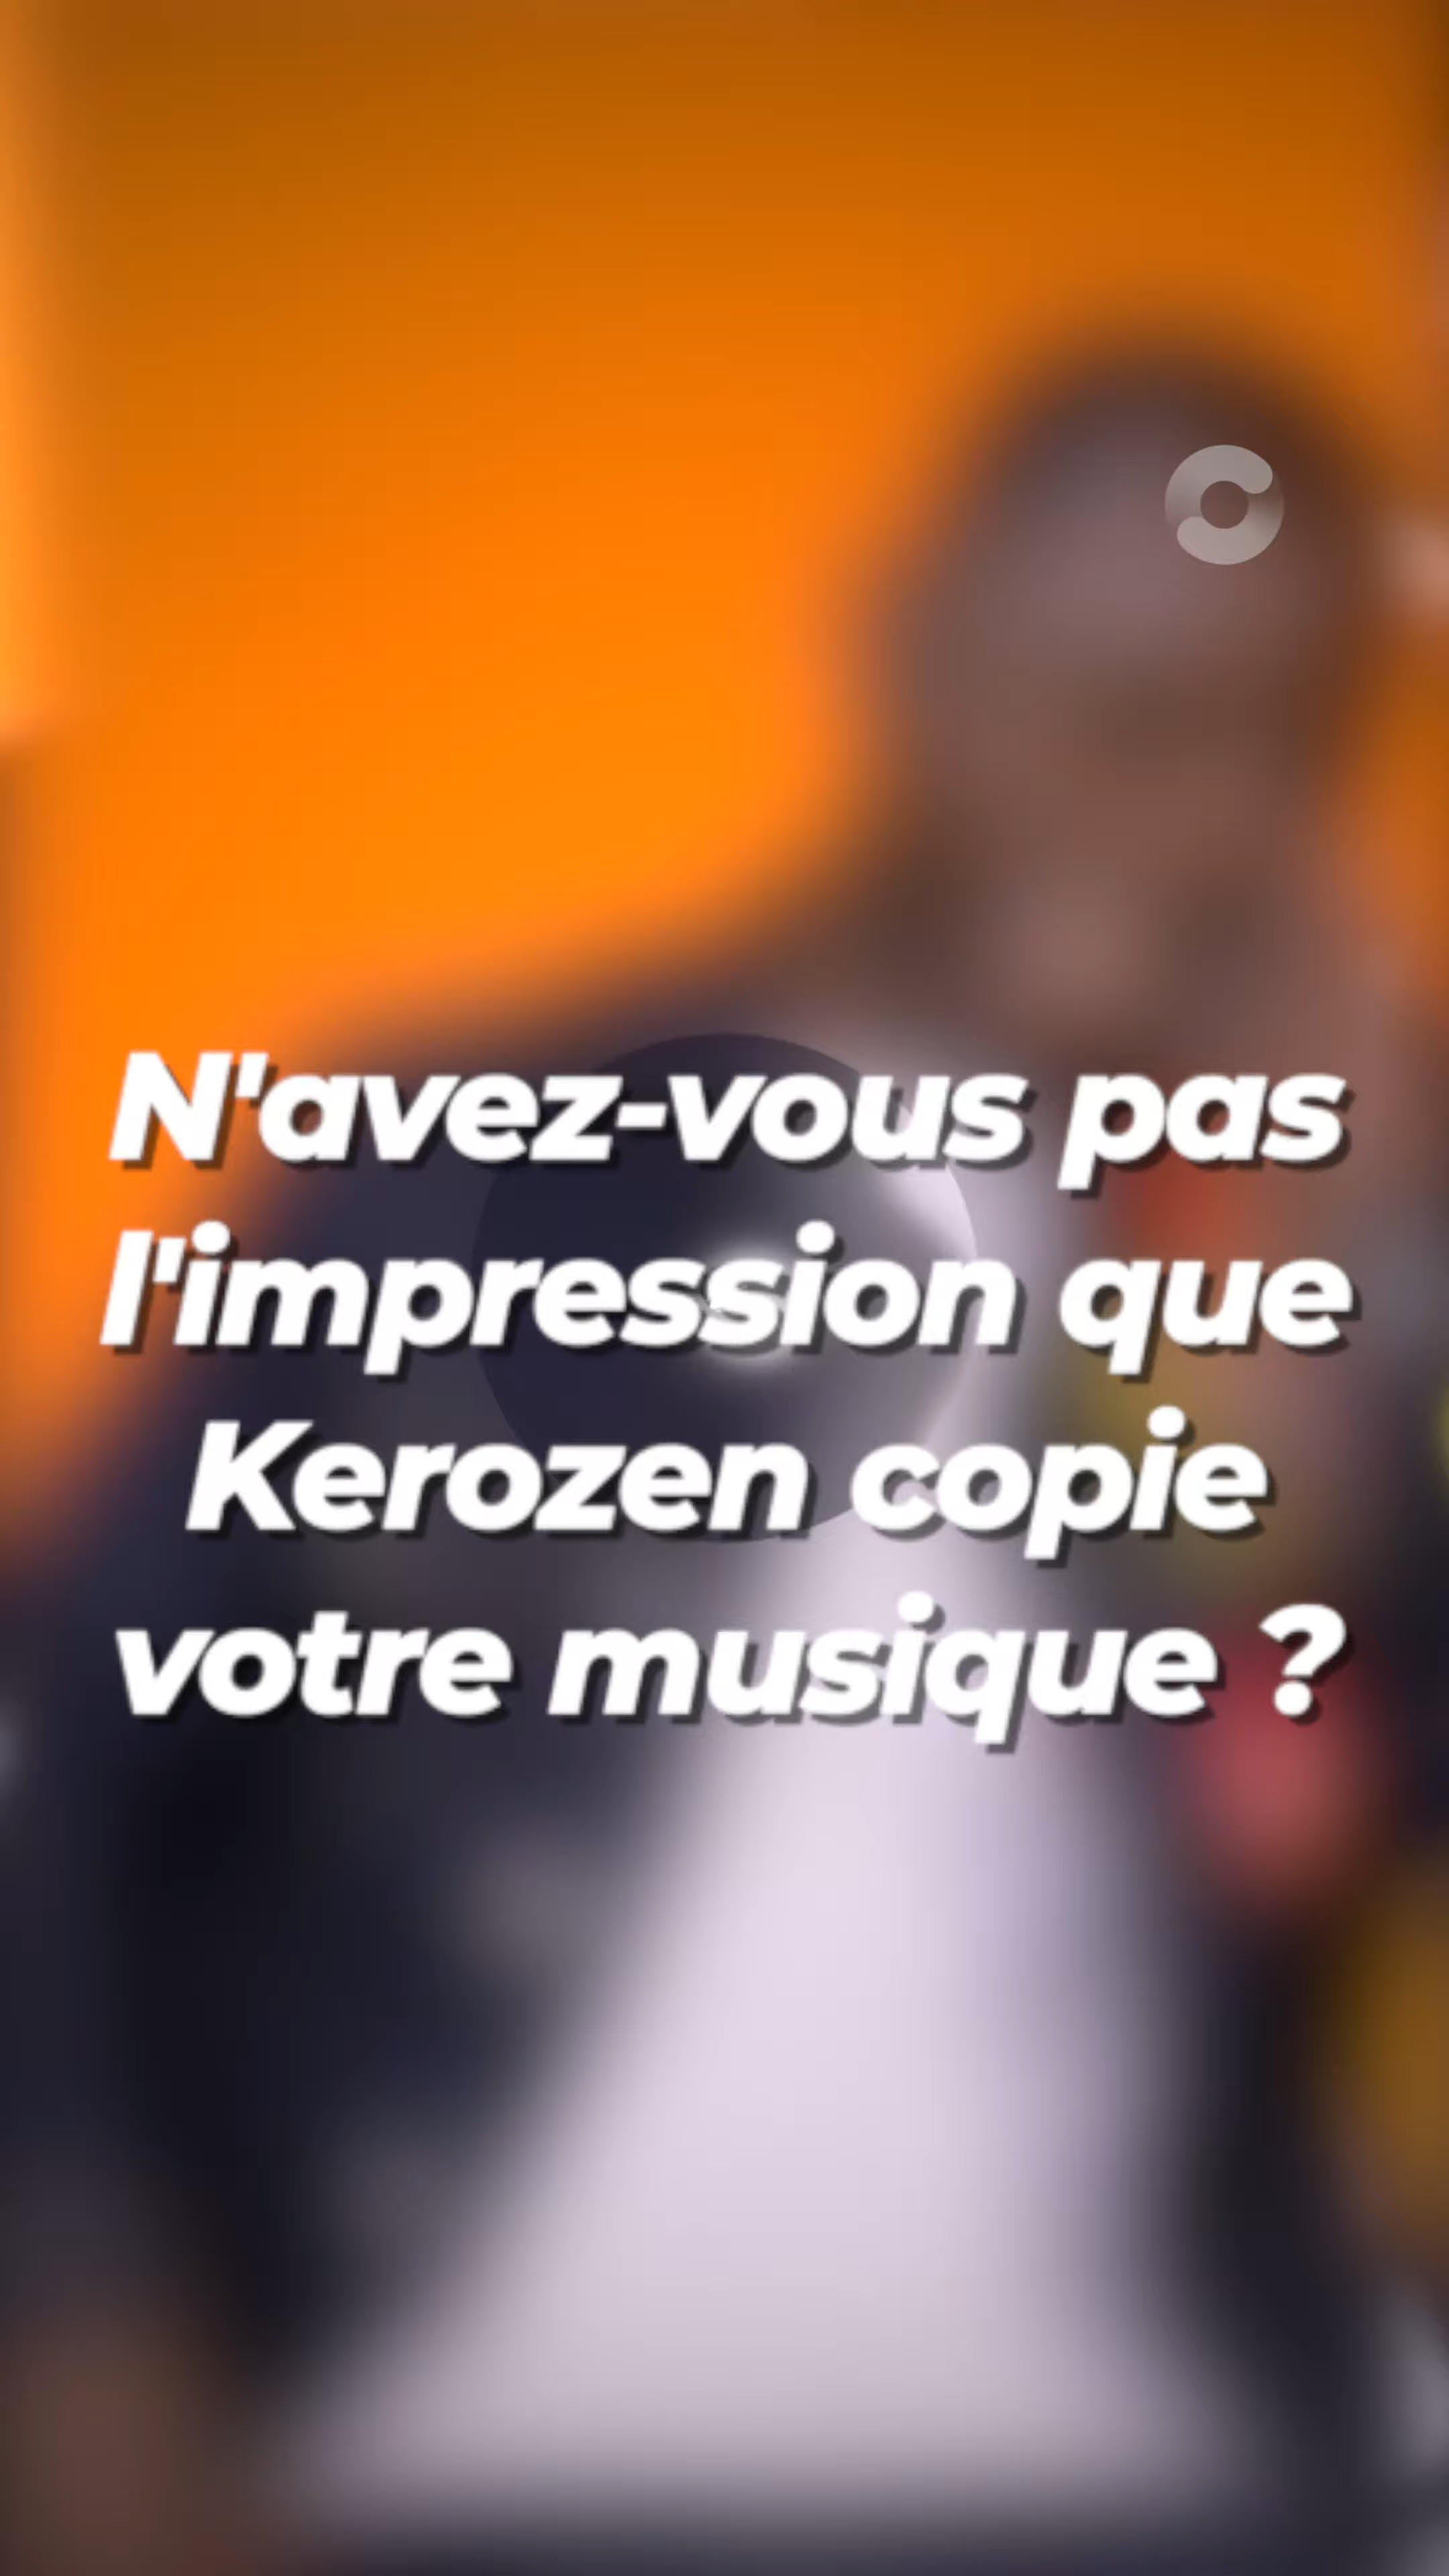 N'avez-vous pas
l'impression que
Kerozen copie
votre musique ?